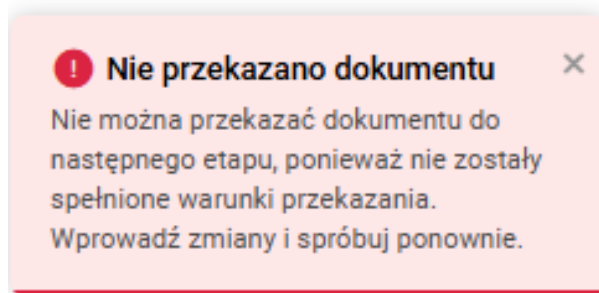 Nie przekazano dokumentu
Nie można przekazać dokumentu do
następnego etapu, ponieważ nie zostały
spełnione warunki przekazania.
Wprowadź zmiany i spróbuj ponownie.